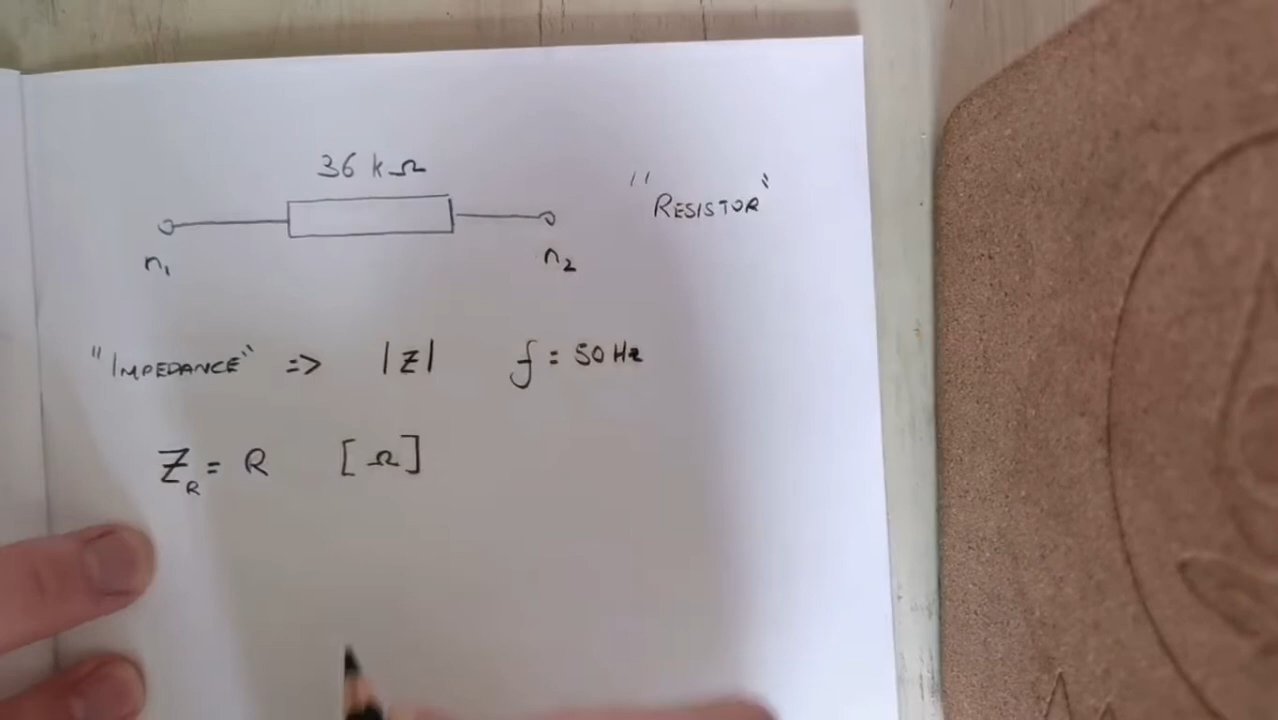 36 kΩ
"RESISTOR"
n₁ n₂
"IMPEDANCE" => |Z| f = 50 Hz
Z_R = R [Ω]